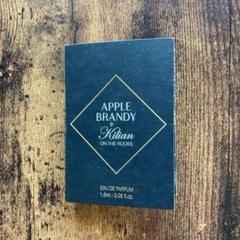 APPLE
BRANDY
BY
Kilian
ON THE ROCKS
EAU DE PARFUM
1.5ml - 0.05 fl.oz.